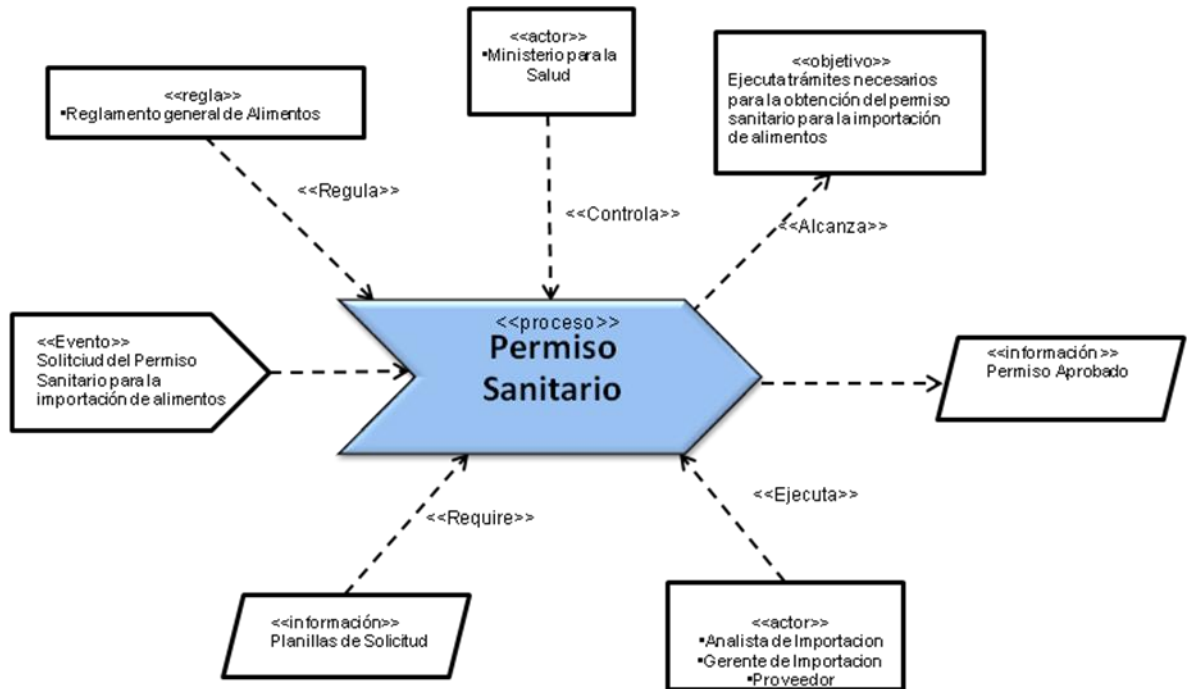 <<actor>>
▪Ministerio para la
Salud
<<objetivo>>
Ejecuta trámites necesarios
para la obtención del permiso
sanitario para la importación
de alimentos
<<regla>>
▪Reglamento general de Alimentos
<<Regula>>
<<Controla>>
<<Alcanza>>
<<Evento>>
Solitciud del Permiso
Sanitario para la
importación de alimentos
<<proceso>>
Permiso
Sanitario
<<información>>
Permiso Aprobado
<<Require>>
<<Ejecuta>>
<<información>>
Planillas de Solicitud
<<actor>>
▪Analista de Importacion
▪Gerente de Importacion
▪Proveedor